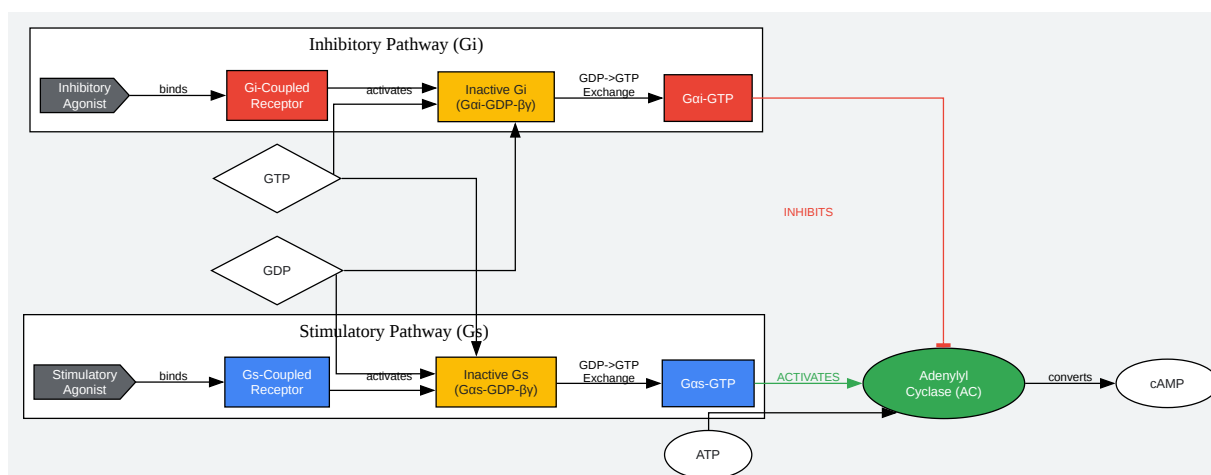 Inhibitory Pathway (Gi)
Inhibitory
Agonist
binds
Gi-Coupled
Receptor
activates
Inactive Gi
(Gαi-GDP-βγ)
GDP->GTP
Exchange
Gαi-GTP
GTP
INHIBITS
GDP
Stimulatory Pathway (Gs)
Stimulatory
Agonist
binds
Gs-Coupled
Receptor
activates
Inactive Gs
(Gαs-GDP-βγ)
GDP->GTP
Exchange
Gαs-GTP
ACTIVATES
Adenylyl
Cyclase (AC)
converts
cAMP
ATP